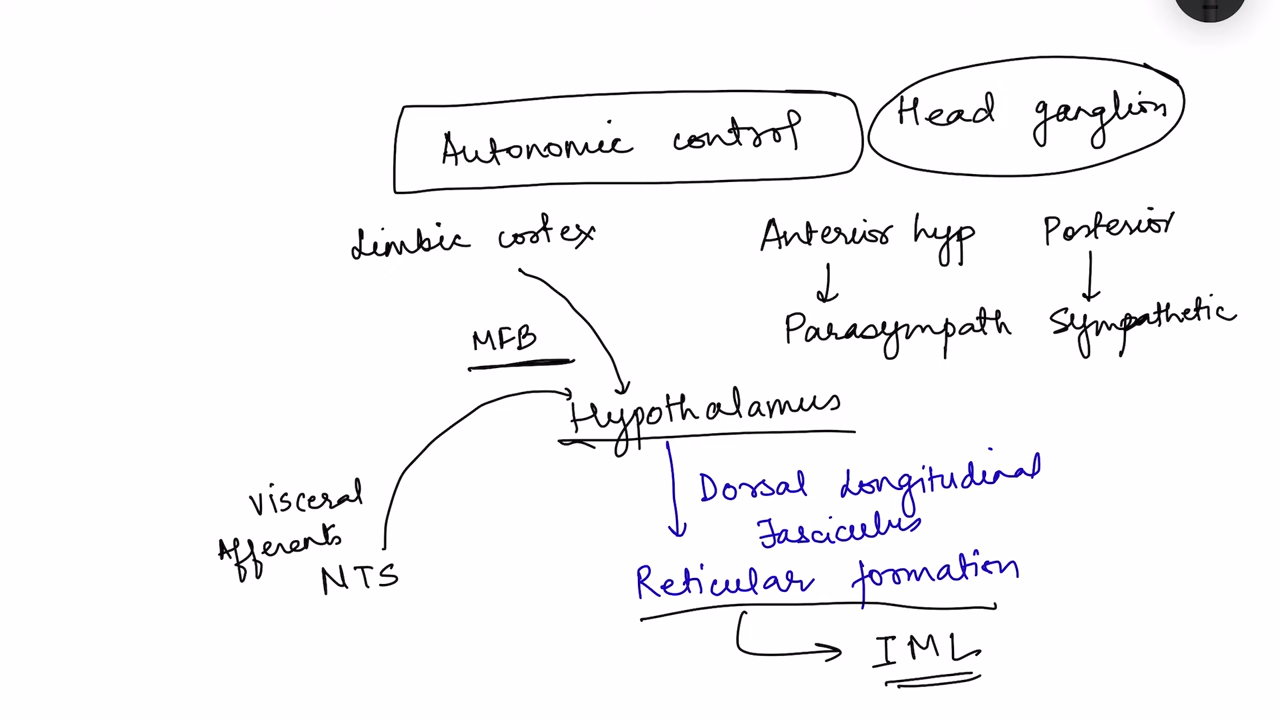 Autonomic control
Head ganglion
Limbic cortex
Anterior hyp
Posterior
Parasympath
Sympathetic
MFB
Hypothalamus
Visceral
Afferents
NTS
Dorsal Longitudinal
Fasciculus
Reticular formation
IML